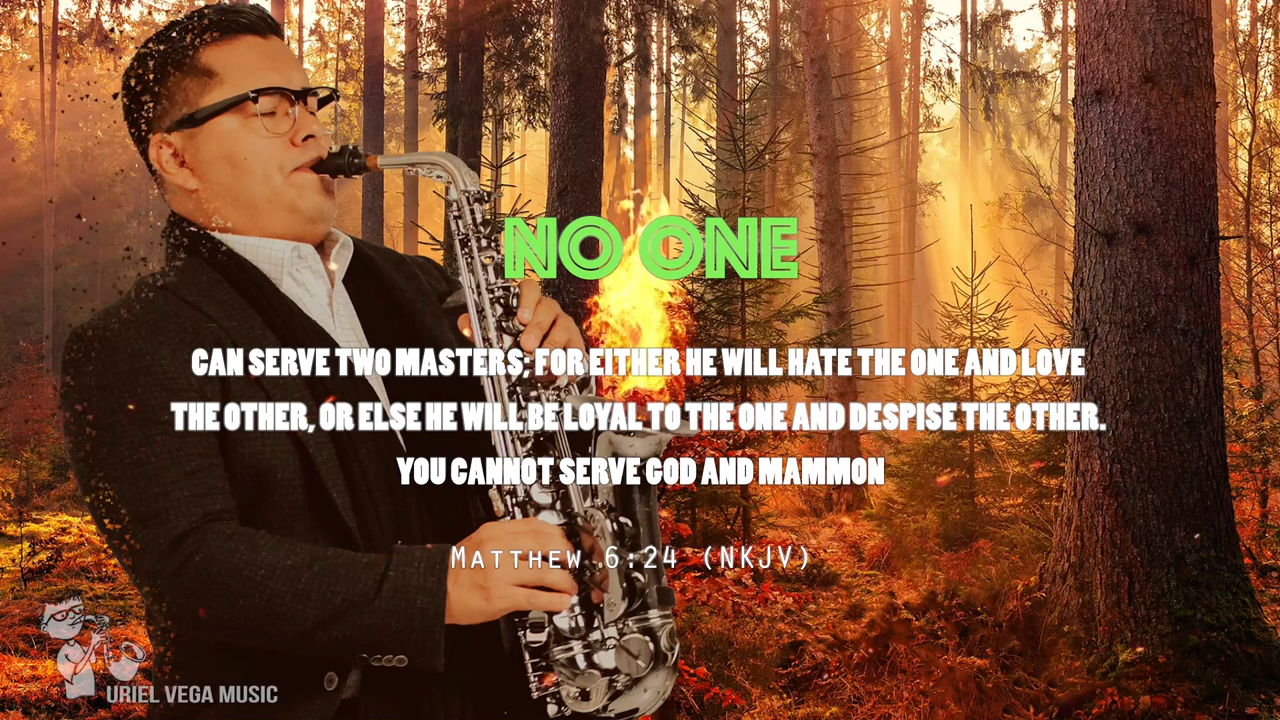 NO ONE
CAN SERVE TWO MASTERS; FOR EITHER HE WILL HATE THE ONE AND LOVE
THE OTHER, OR ELSE HE WILL BE LOYAL TO THE ONE AND DESPISE THE OTHER.
YOU CANNOT SERVE GOD AND MAMMON
Matthew 6:24 (NKJV)
URIEL VEGA MUSIC